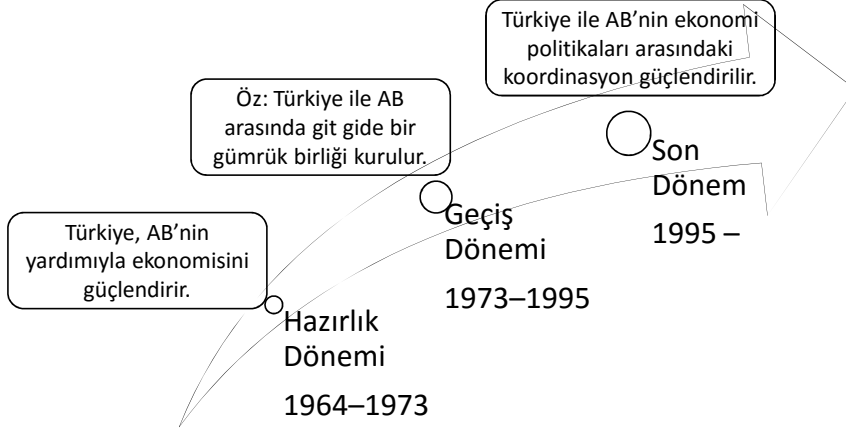 Türkiye ile AB’nin ekonomi
politikaları arasındaki
koordinasyon güçlendirilir.
Öz: Türkiye ile AB
arasında git gide bir
gümrük birliği kurulur.
Türkiye, AB’nin
yardımıyla ekonomisini
güçlendirir.
Son
Dönem
1995 –
Geçiş
Dönemi
1973–1995
Hazırlık
Dönemi
1964–1973